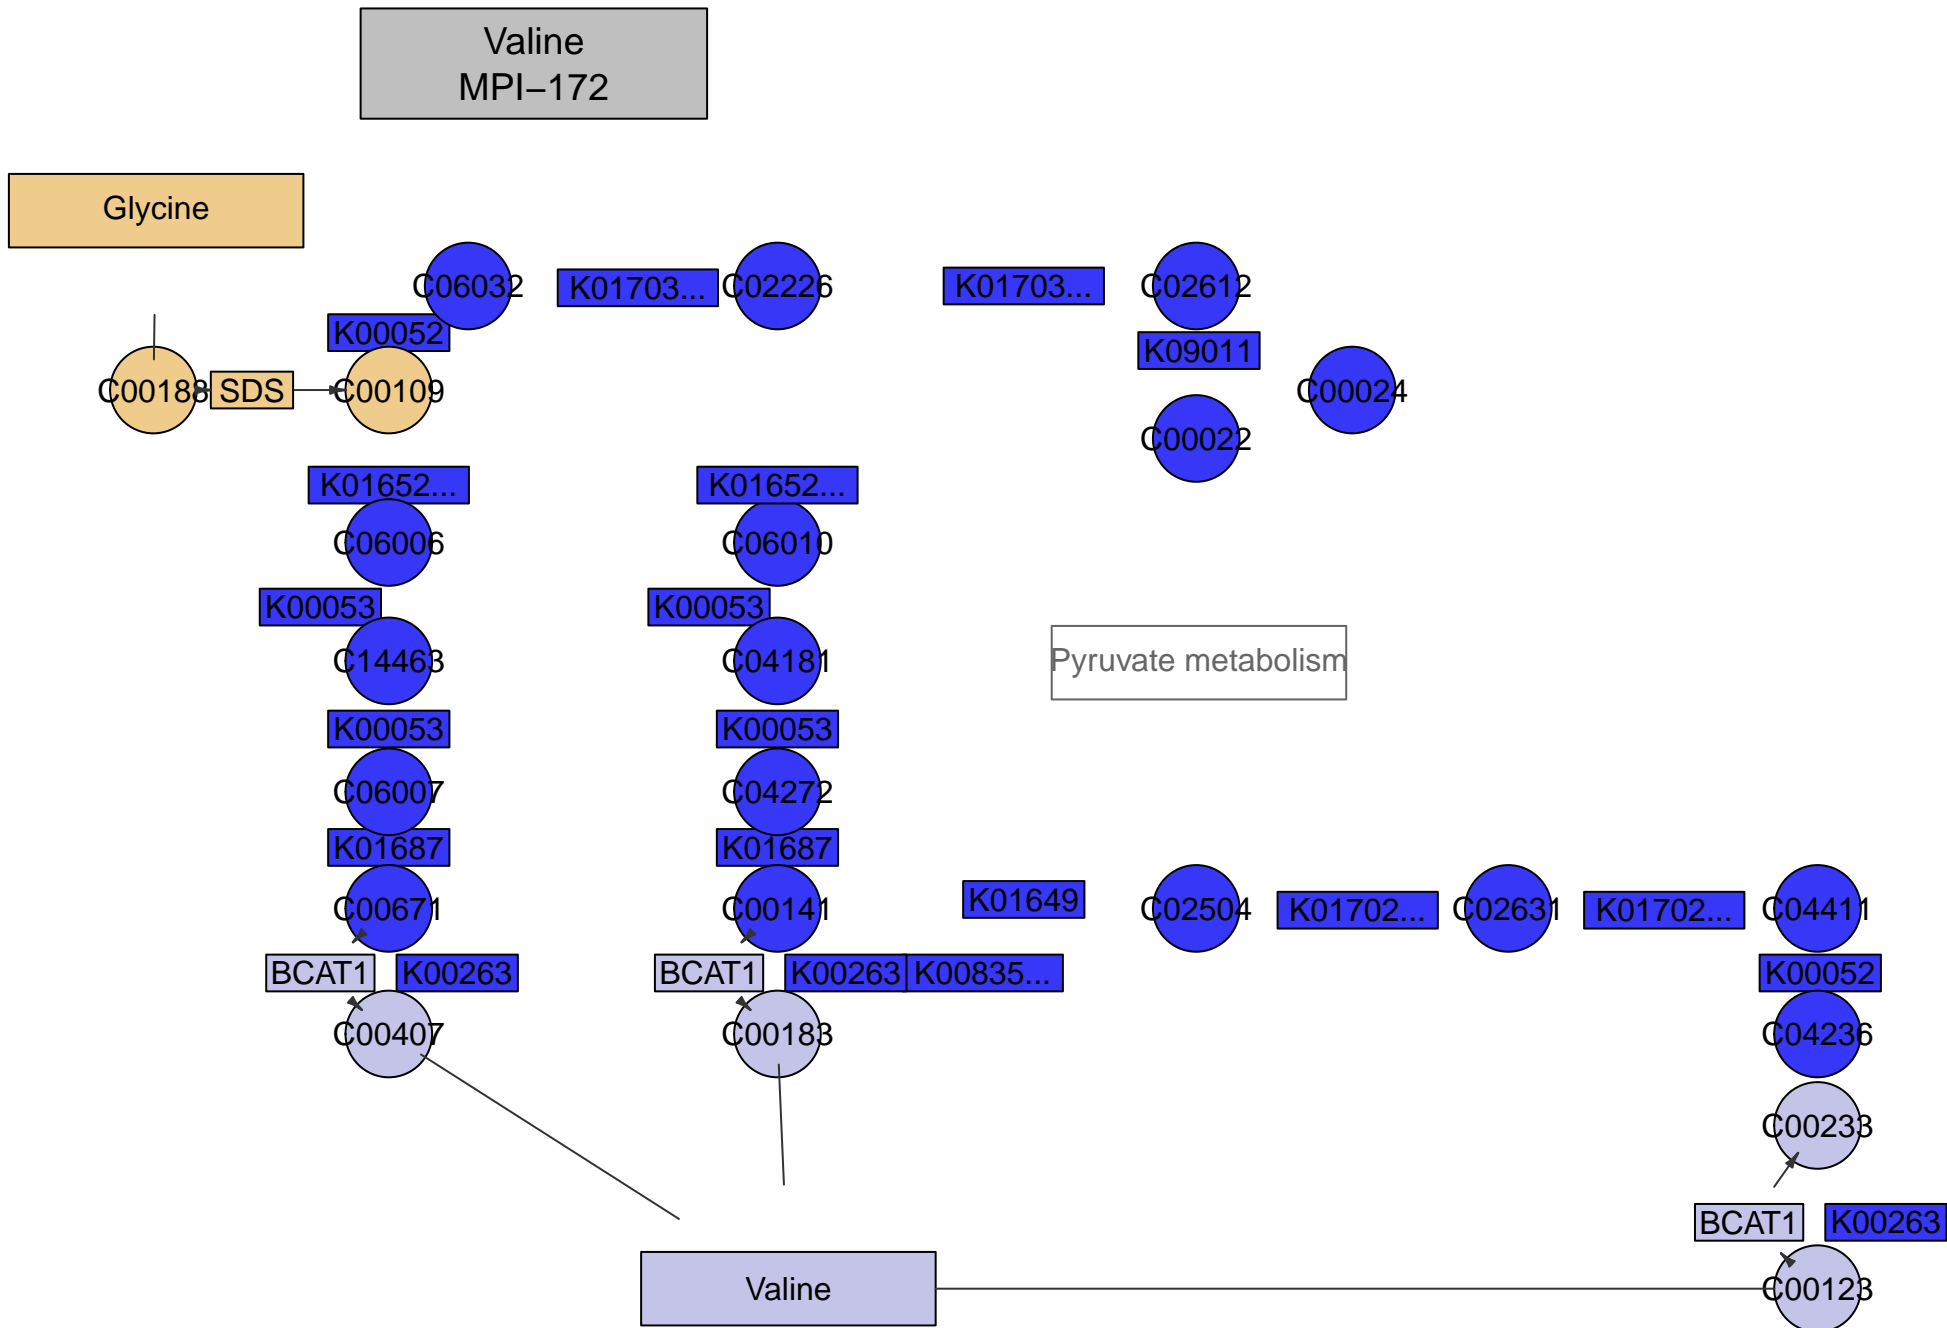 Valine
MPI–172
Glycine
C06032
K01703...
C02226
K01703...
C02612
K00052
K09011
C00188
SDS
C00109
C00024
C00022
K01652...
K01652...
C06006
C06010
K00053
K00053
C14463
C04181
Pyruvate metabolism
K00053
K00053
C06007
C04272
K01687
K01687
C00671
C00141
K01649
C02504
K01702...
C02631
K01702...
C04411
BCAT1
K00263
BCAT1
K00263
K00835...
K00052
C00407
C00183
C04236
C00233
BCAT1
K00263
Valine
C00123